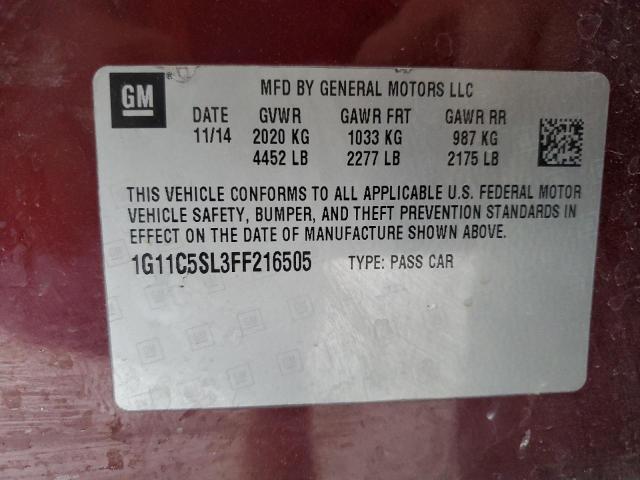 GM
MFD BY GENERAL MOTORS LLC
DATE GVWR GAWR FRT GAWR RR
11/14 2020 KG 1033 KG 987 KG
4452 LB 2277 LB 2175 LB
THIS VEHICLE CONFORMS TO ALL APPLICABLE U.S. FEDERAL MOTOR
VEHICLE SAFETY, BUMPER, AND THEFT PREVENTION STANDARDS IN
EFFECT ON THE DATE OF MANUFACTURE SHOWN ABOVE.
1G11C5SL3FF216505 TYPE: PASS CAR